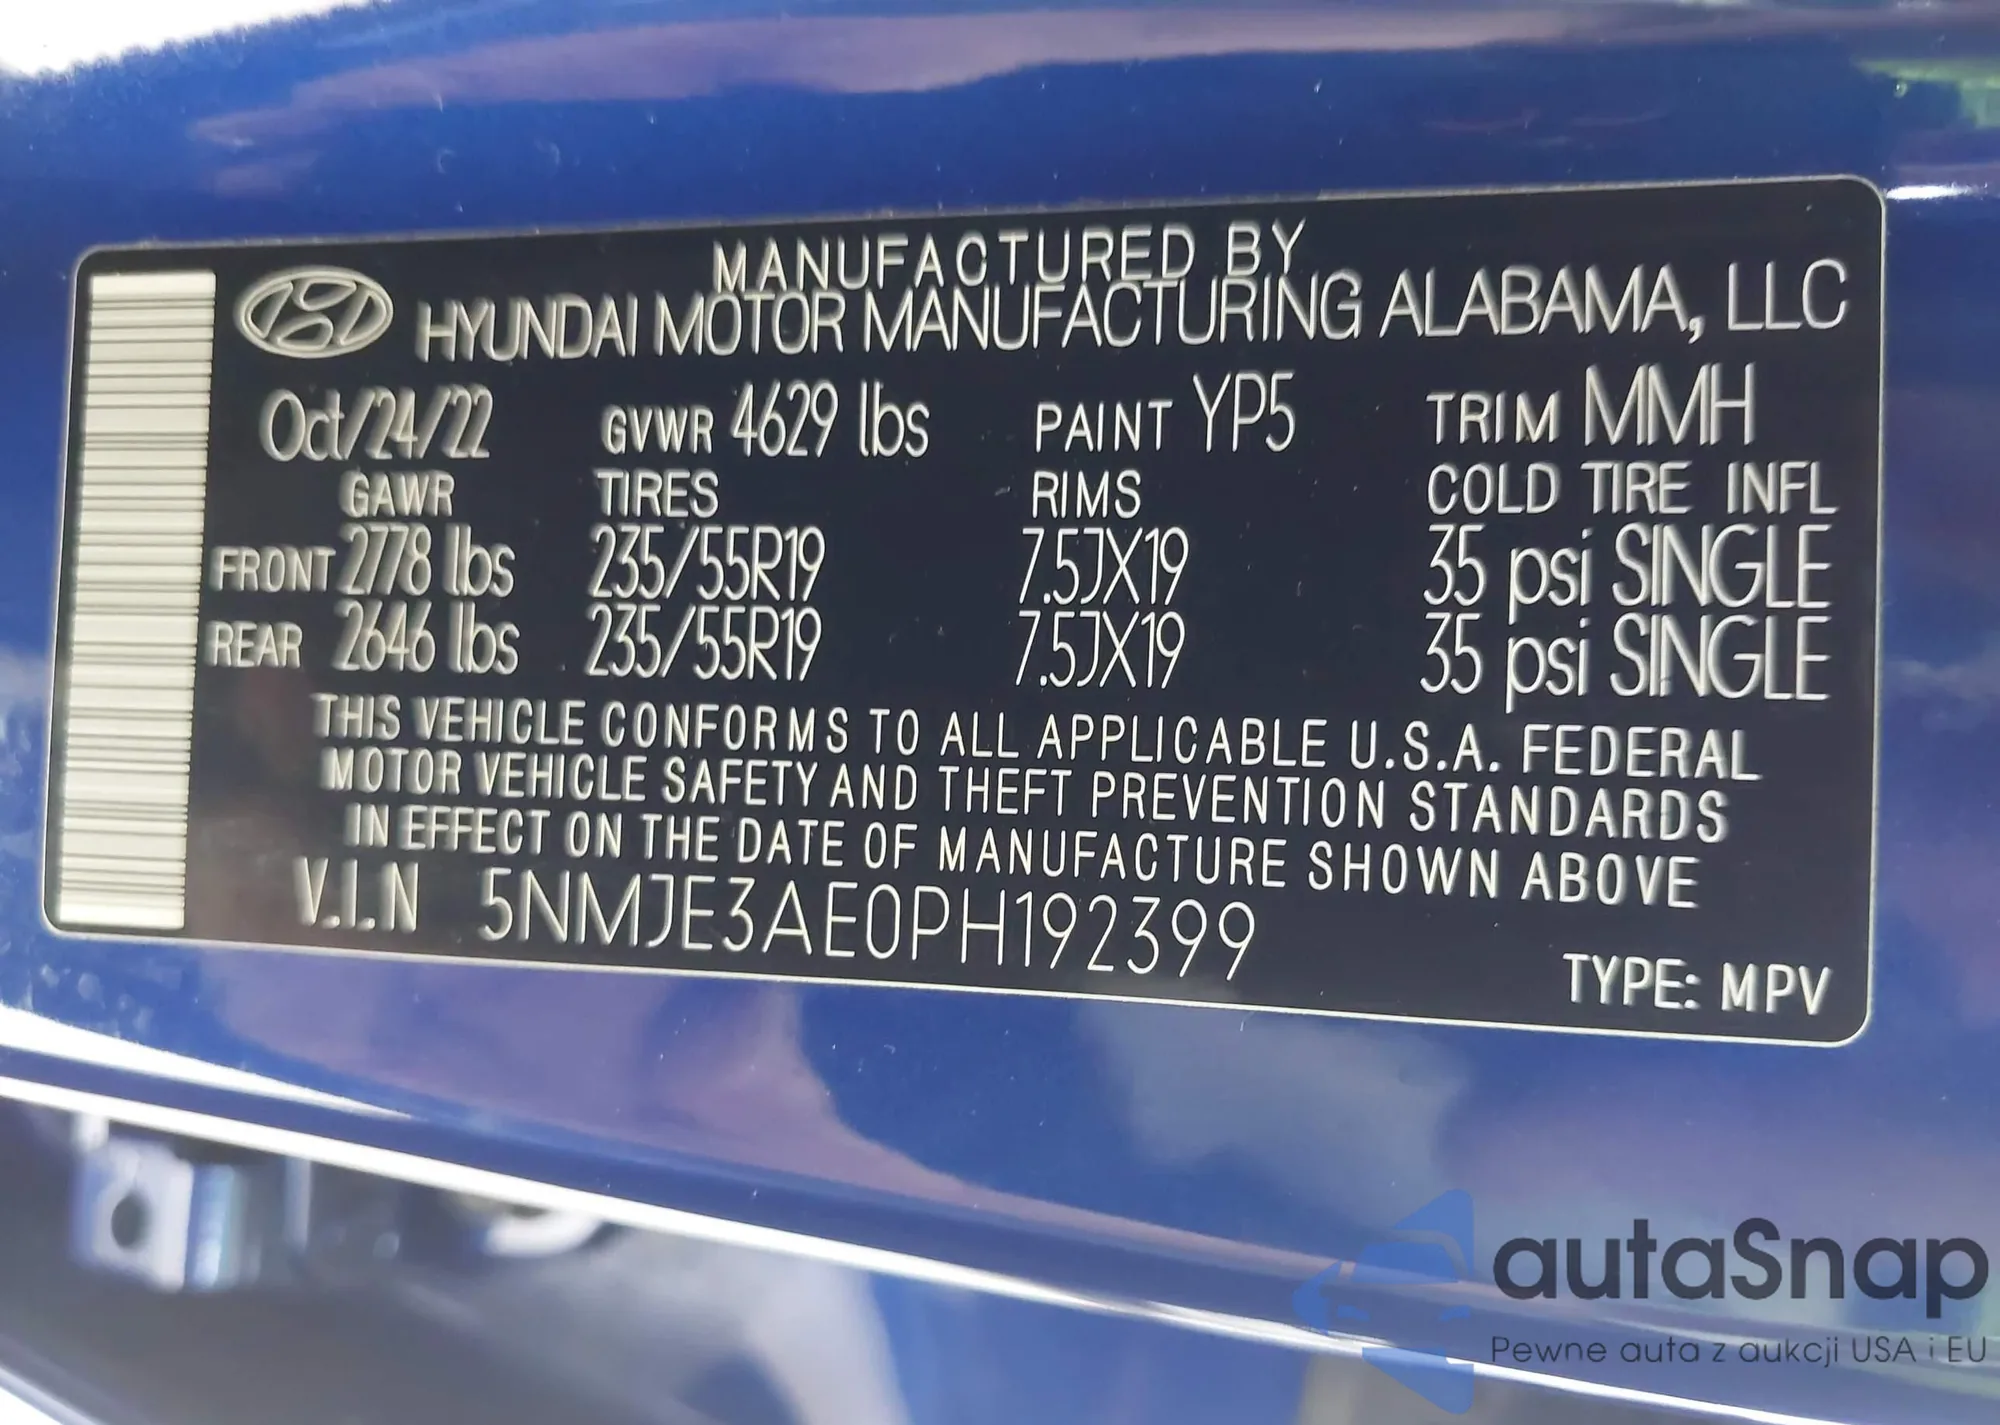 MANUFACTURED BY
HYUNDAI MOTOR MANUFACTURING ALABAMA, LLC
Oct/24/22 GVWR 4629 lbs PAINT YP5 TRIM MMH
GAWR TIRES RIMS COLD TIRE INFL
FRONT 2778 lbs 235/55R19 7.5JX19 35 psi SINGLE
REAR 2646 lbs 235/55R19 7.5JX19 35 psi SINGLE
THIS VEHICLE CONFORMS TO ALL APPLICABLE U.S.A. FEDERAL
MOTOR VEHICLE SAFETY AND THEFT PREVENTION STANDARDS
IN EFFECT ON THE DATE OF MANUFACTURE SHOWN ABOVE
V.I.N 5NMJE3AE0PH192399
TYPE: MPV
autaSnap
Pewne auta z aukcji USA i EU